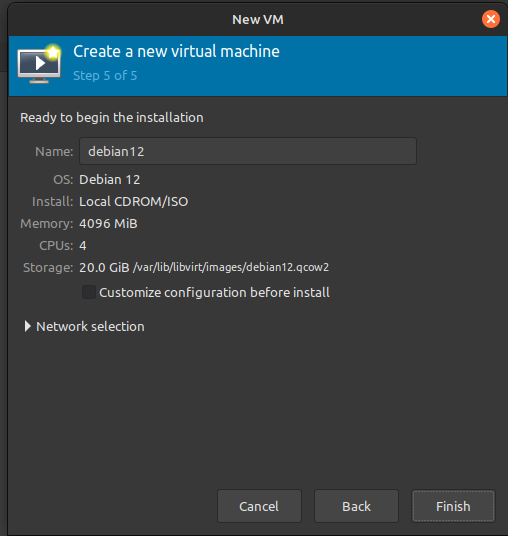 New VM
Create a new virtual machine
Step 5 of 5
Ready to begin the installation
Name: debian12
OS: Debian 12
Install: Local CDROM/ISO
Memory: 4096 MiB
CPUs: 4
Storage: 20.0 GiB /var/lib/libvirt/images/debian12.qcow2
Customize configuration before install
Network selection
Cancel Back Finish